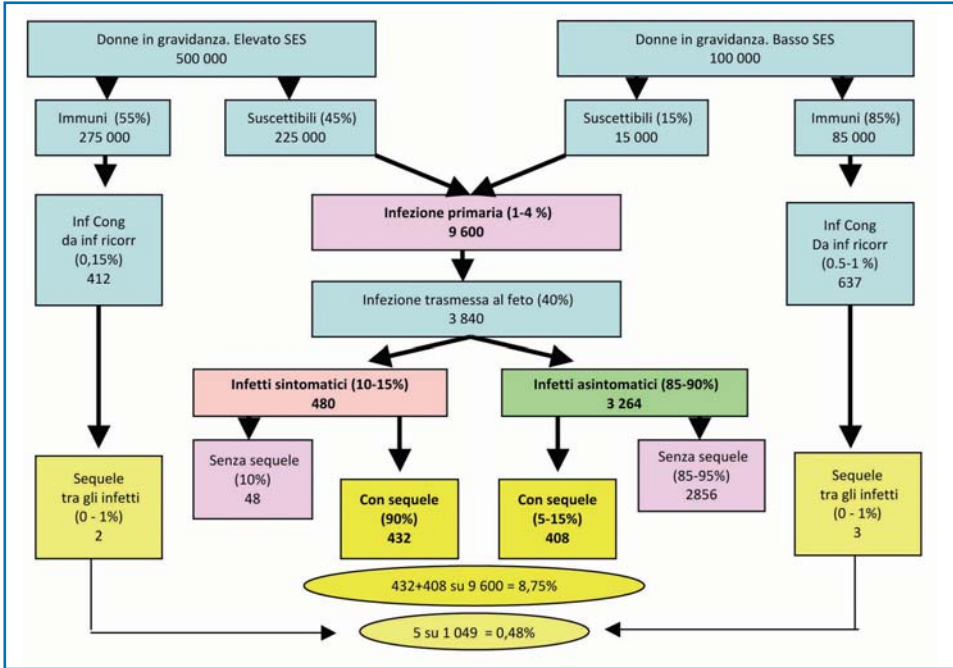 Donne in gravidanza. Elevato SES
500 000
Donne in gravidanza. Basso SES
100 000
Immuni (55%)
275 000
Suscettibili (45%)
225 000
Suscettibili (15%)
15 000
Immuni (85%)
85 000
Infezione primaria (1-4 %)
9 600
Inf Cong
da inf ricorr
(0,15%)
412
Inf Cong
Da inf ricorr
(0.5-1 %)
637
Infezione trasmessa al feto (40%)
3 840
Infetti sintomatici (10-15%)
480
Infetti asintomatici (85-90%)
3 264
Senza sequele
(10%)
48
Con sequele
(90%)
432
Con sequele
(5-15%)
408
Senza sequele
(85-95%)
2856
Sequele
tra gli infetti
(0 - 1%)
2
Sequele
tra gli infetti
(0 - 1%)
3
432+408 su 9 600 = 8,75%
5 su 1 049 = 0,48%